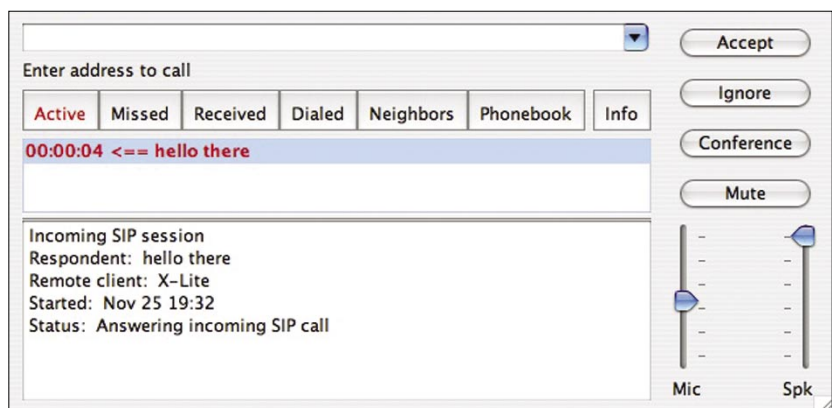 Enter address to call
Active Missed Received Dialed Neighbors Phonebook Info
00:00:04 <== hello there
Incoming SIP session
Respondent: hello there
Remote client: X-Lite
Started: Nov 25 19:32
Status: Answering incoming SIP call
Accept
Ignore
Conference
Mute
Mic Spk